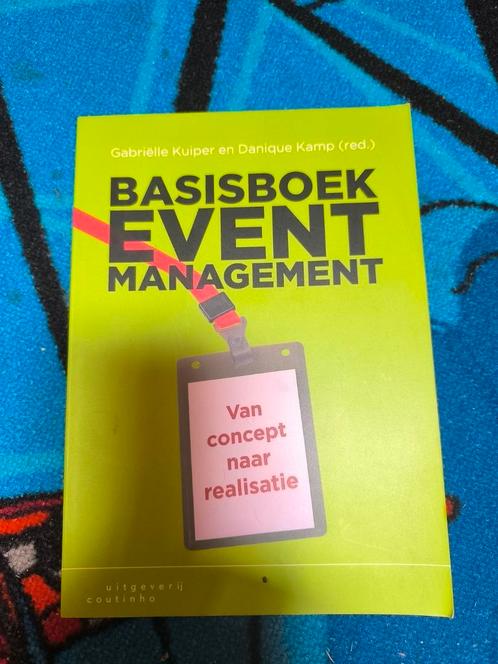 Gabriëlle Kuiper en Danique Kamp (red.)
BASISBOEK
EVENT
MANAGEMENT
Van
concept
naar
realisatie
uitgeverij
coutinho